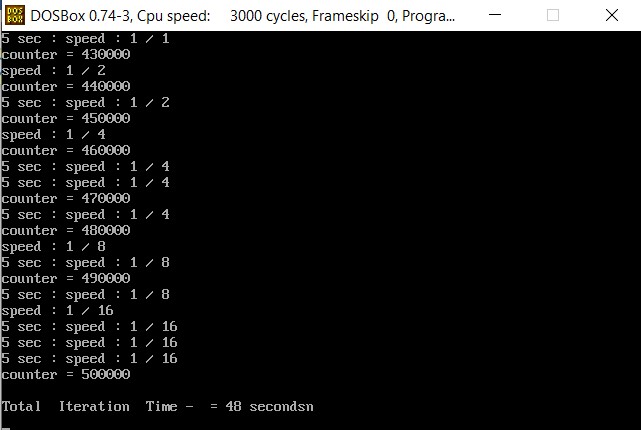 DOS
BOX
DOSBox 0.74-3, Cpu speed: 3000 cycles, Frameskip 0, Progra...
5 sec : speed : 1 / 1
counter = 430000
speed : 1 / 2
counter = 440000
5 sec : speed : 1 / 2
counter = 450000
speed : 1 / 4
counter = 460000
5 sec : speed : 1 / 4
5 sec : speed : 1 / 4
counter = 470000
5 sec : speed : 1 / 4
counter = 480000
speed : 1 / 8
5 sec : speed : 1 / 8
counter = 490000
5 sec : speed : 1 / 8
speed : 1 / 16
5 sec : speed : 1 / 16
5 sec : speed : 1 / 16
5 sec : speed : 1 / 16
counter = 500000
Total Iteration Time - = 48 secondsn